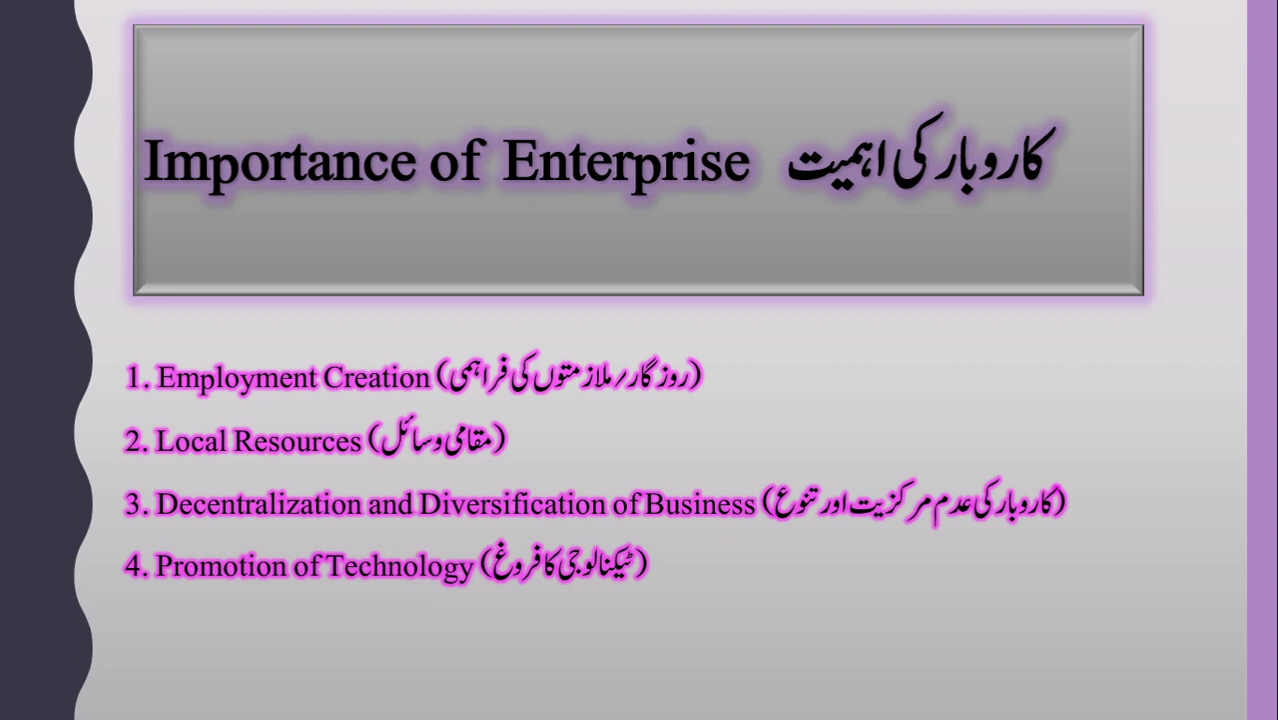 Importance of Enterprise کاروبار کی اہمیت
1. Employment Creation (روزگار/ملازمتوں کی فراہمی)
2. Local Resources (مقامی وسائل)
3. Decentralization and Diversification of Business (کاروبار کی عدم مرکزیت اور تنوع)
4. Promotion of Technology (ٹیکنالوجی کا فروغ)